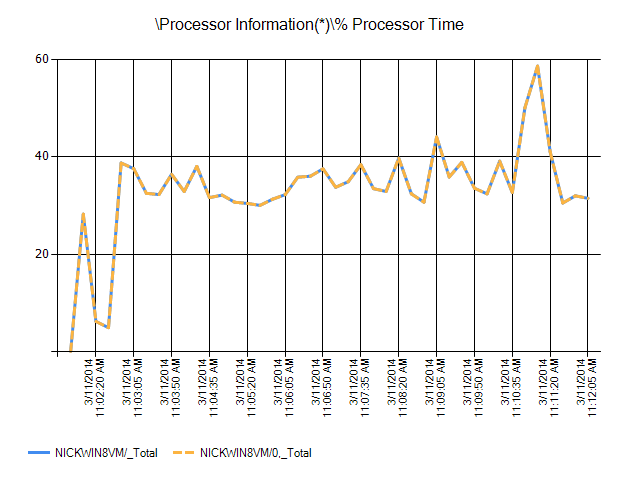 \Processor Information(*)\% Processor Time
60
40
20
3/11/2014
11:02:20 AM
3/11/2014
11:03:05 AM
3/11/2014
11:03:50 AM
3/11/2014
11:04:35 AM
3/11/2014
11:05:20 AM
3/11/2014
11:06:05 AM
3/11/2014
11:06:50 AM
3/11/2014
11:07:35 AM
3/11/2014
11:08:20 AM
3/11/2014
11:09:05 AM
3/11/2014
11:09:50 AM
3/11/2014
11:10:35 AM
3/11/2014
11:11:20 AM
3/11/2014
11:12:05 AM
NICKWIN8VM/_Total
NICKWIN8VM/0,_Total